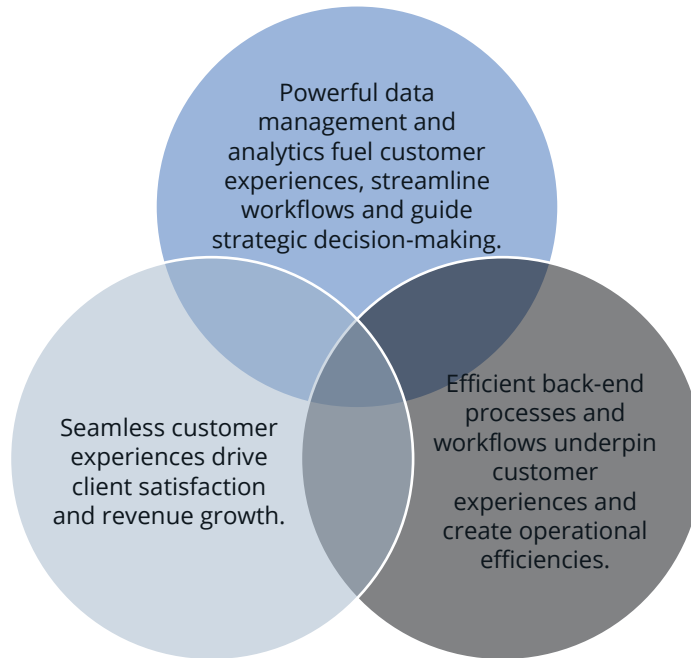 Powerful data
management and
analytics fuel customer
experiences, streamline
workflows and guide
strategic decision-making.
Seamless customer
experiences drive
client satisfaction
and revenue growth.
Efficient back-end
processes and
workflows underpin
customer
experiences and
create operational
efficiencies.